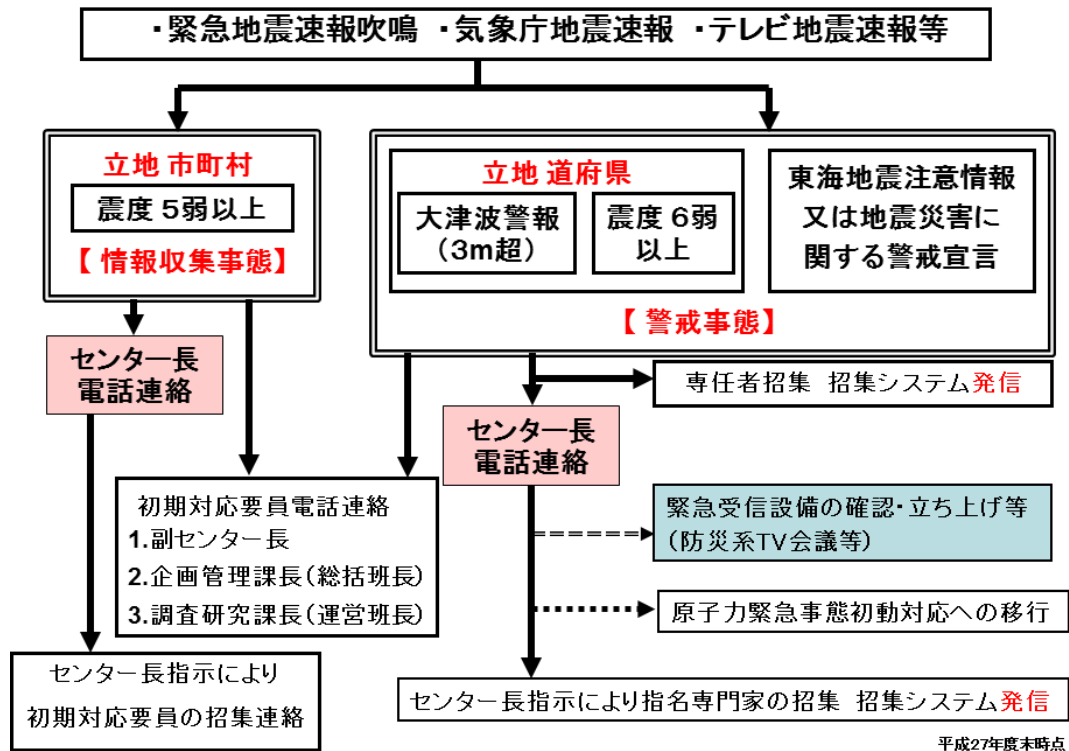 ・緊急地震速報吹鳴 ・気象庁地震速報 ・テレビ地震速報等
立地 市町村
震度 5弱以上
【 情報収集事態】
立地 道府県
大津波警報
（3m超）
震度 6弱
以上
東海地震注意情報
又は地震災害に
関する警戒宣言
【 警戒事態】
センター長
電話連絡
専任者招集 招集システム発信
センター長
電話連絡
初期対応要員電話連絡
1.副センター長
2.企画管理課長（総括班長）
3.調査研究課長（運営班長）
緊急受信設備の確認・立ち上げ等
（防災系TV会議等）
原子力緊急事態初動対応への移行
センター長指示により
初期対応要員の招集連絡
センター長指示により指名専門家の招集 招集システム発信
平成27年度末時点